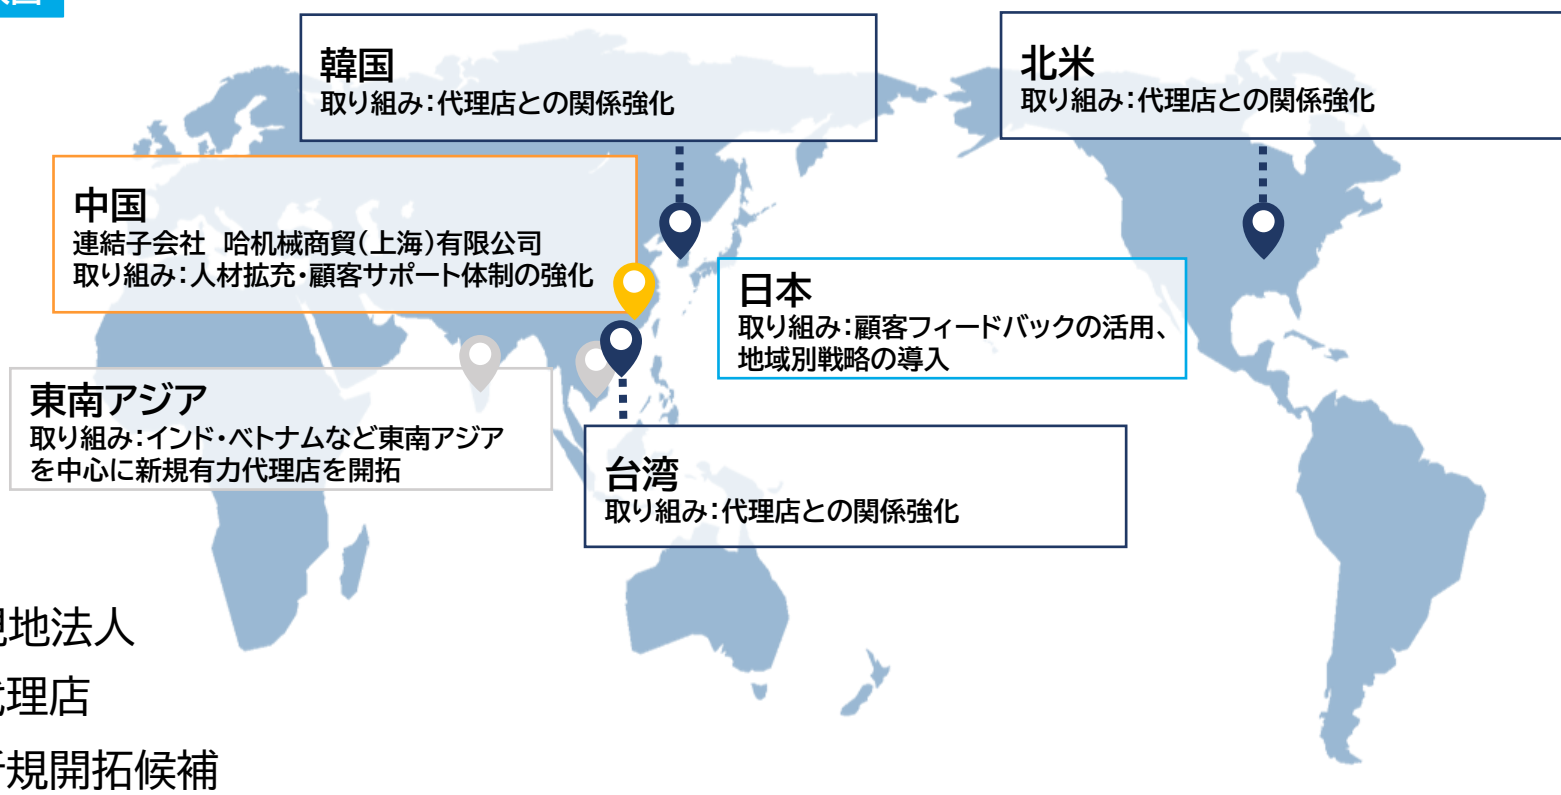 韓国
取り組み：代理店との関係強化
北米
取り組み：代理店との関係強化
中国
連結子会社　哈机械商貿（上海）有限公司
取り組み：人材拡充・顧客サポート体制の強化
日本
取り組み：顧客フィードバックの活用、
地域別戦略の導入
東南アジア
取り組み：インド・ベトナムなど東南アジア
を中心に新規有力代理店を開拓
台湾
取り組み：代理店との関係強化
現地法人
代理店
新規開拓候補